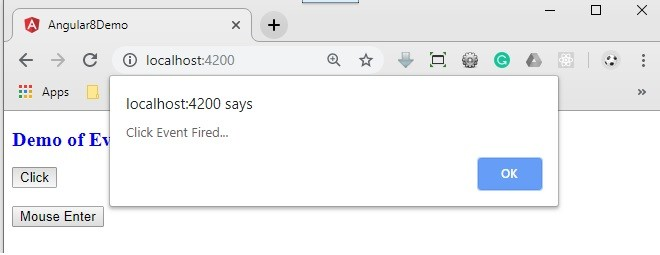 Angular8Demo
localhost:4200
Apps
localhost:4200 says
Click Event Fired...
OK
Demo of Ev
Click
Mouse Enter